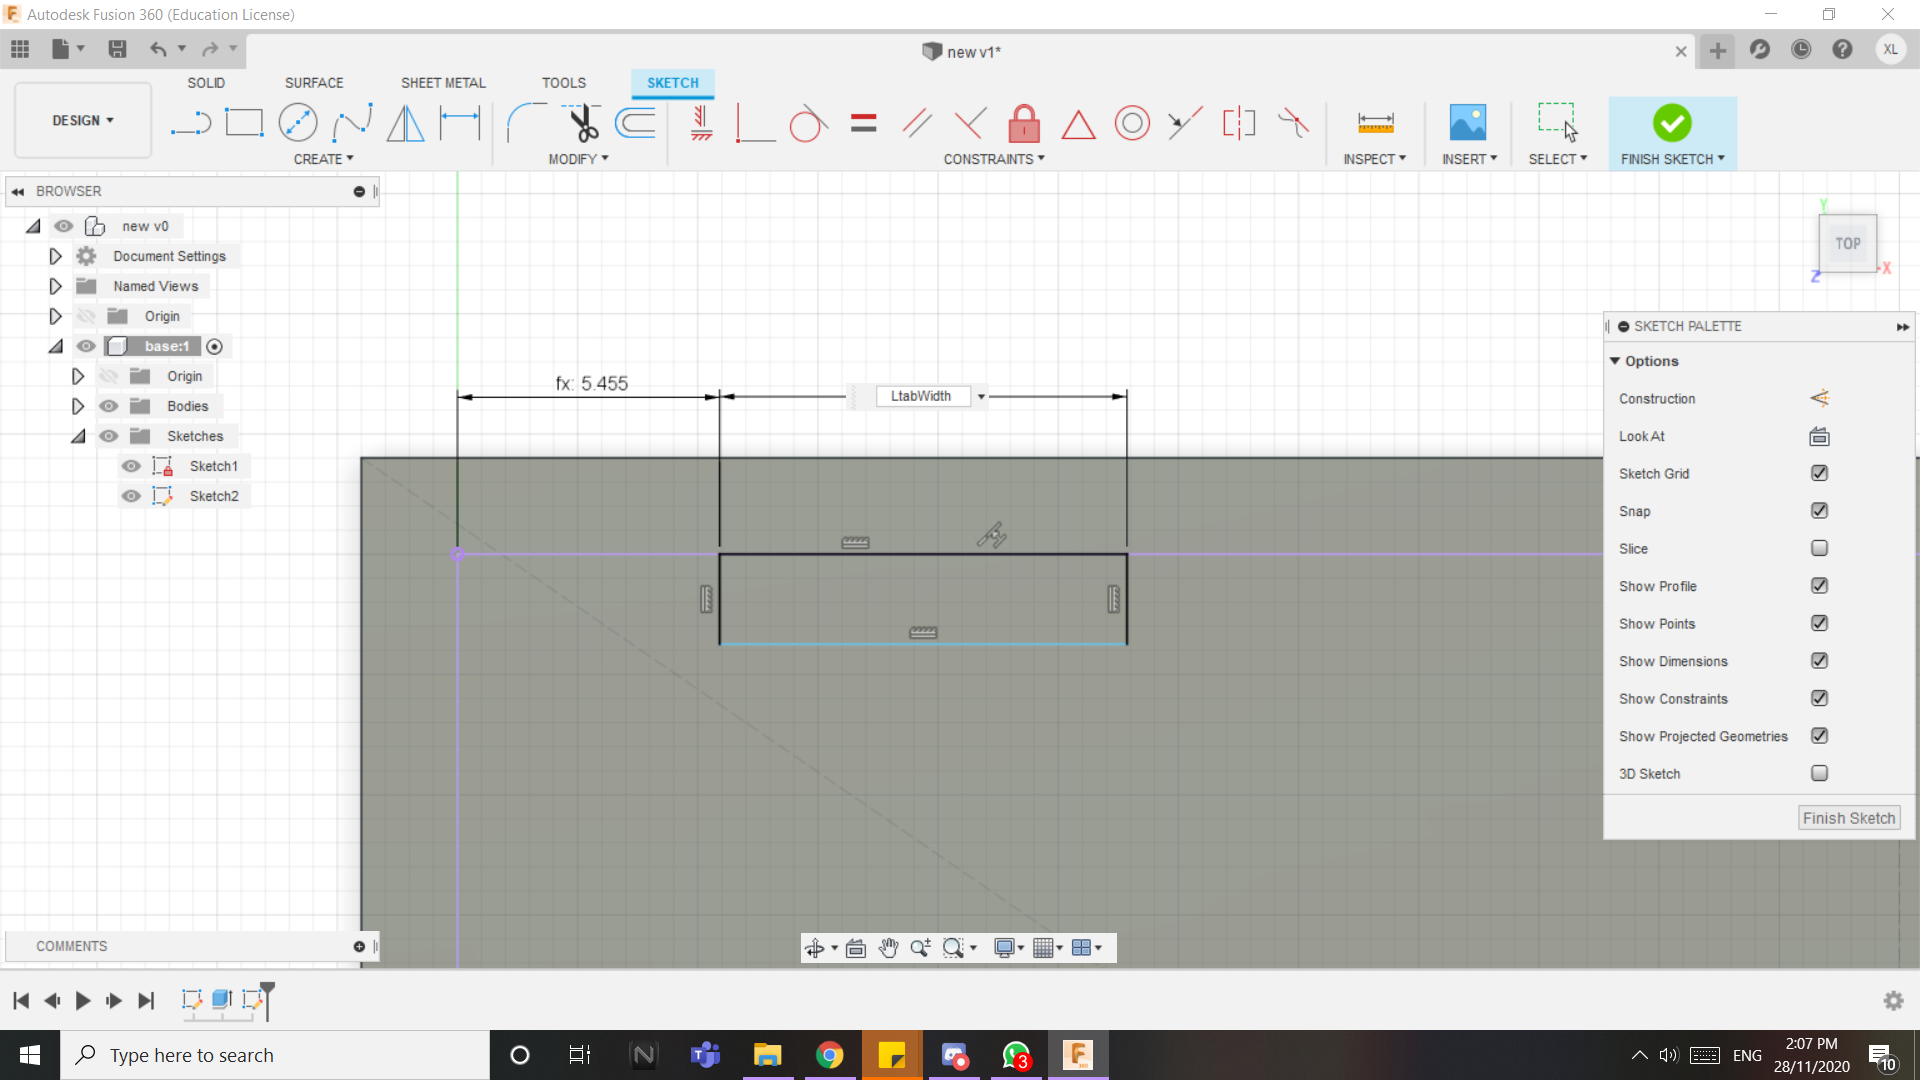 Autodesk Fusion 360 (Education License)
new v1*
XL
DESIGN
SOLID
SURFACE
SHEET METAL
TOOLS
SKETCH
CREATE
MODIFY
CONSTRAINTS
INSPECT
INSERT
SELECT
FINISH SKETCH
BROWSER
new v0
Document Settings
Named Views
Origin
base:1
Origin
Bodies
Sketches
Sketch1
Sketch2
fx: 5.455
LtabWidth
Y
TOP
X
Z
SKETCH PALETTE
Options
Construction
Look At
Sketch Grid
Snap
Slice
Show Profile
Show Points
Show Dimensions
Show Constraints
Show Projected Geometries
3D Sketch
Finish Sketch
COMMENTS
Type here to search
3
ENG
2:07 PM
28/11/2020
10